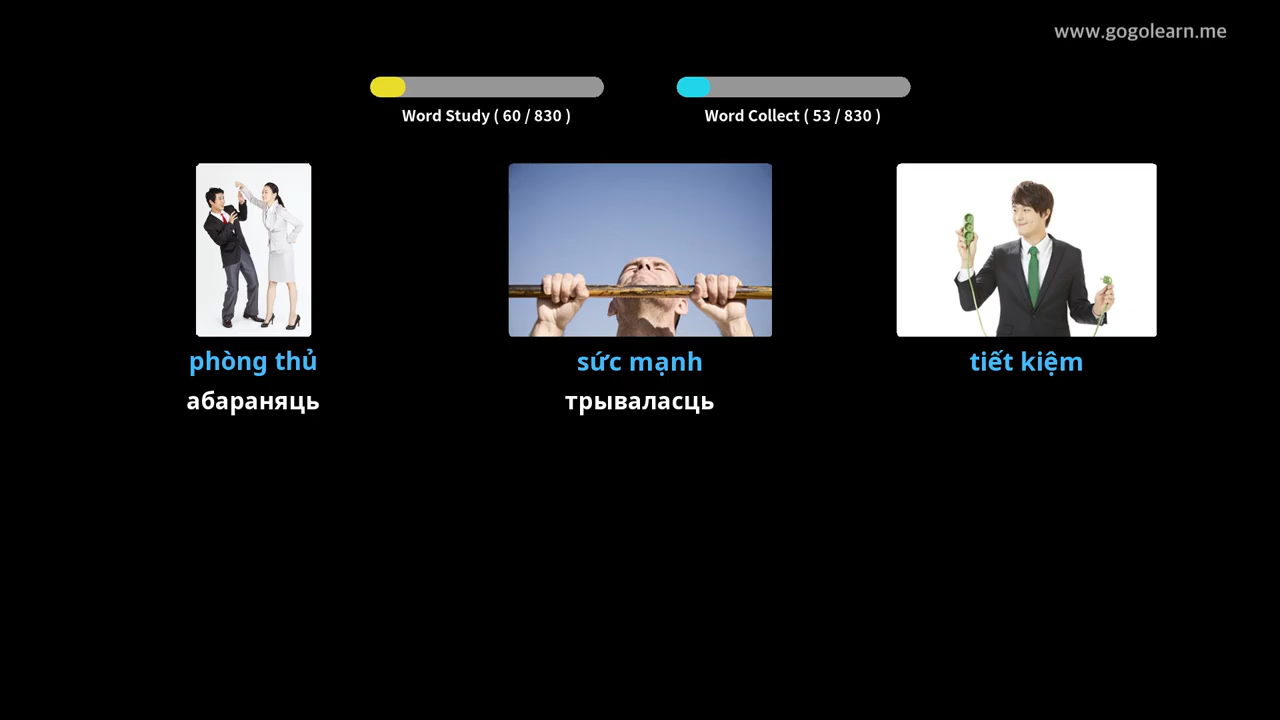 www.gogolearn.me
Word Study ( 60 / 830 )
Word Collect ( 53 / 830 )
phòng thủ
абараняць
sức mạnh
трываласць
tiết kiệm